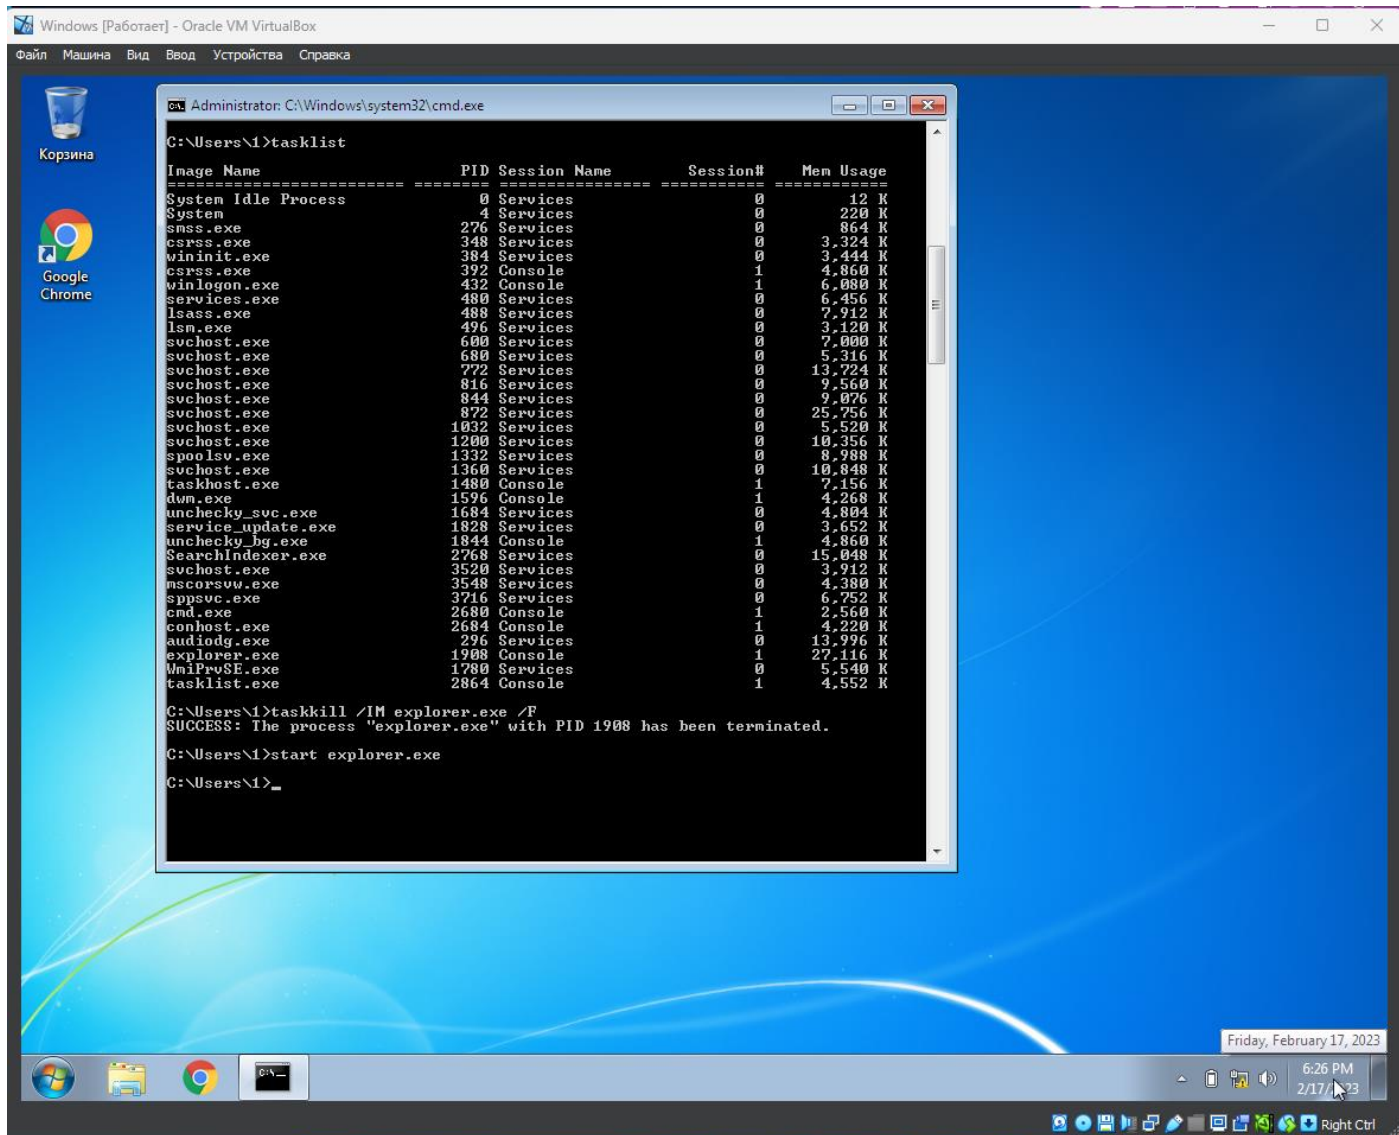 Windows [Работает] - Oracle VM VirtualBox
Файл Машина Вид Ввод Устройства Справка
Корзина
Google
Chrome
Administrator: C:\Windows\system32\cmd.exe
C:\Users\1>tasklist
Image Name PID Session Name Session# Mem Usage
========================= ======== ================ =========== ============
System Idle Process 0 Services 0 12 K
System 4 Services 0 220 K
smss.exe 276 Services 0 864 K
csrss.exe 348 Services 0 3,324 K
wininit.exe 384 Services 0 3,444 K
csrss.exe 392 Console 1 4,860 K
winlogon.exe 432 Console 1 6,080 K
services.exe 480 Services 0 6,456 K
lsass.exe 488 Services 0 7,912 K
lsm.exe 496 Services 0 3,120 K
svchost.exe 600 Services 0 7,000 K
svchost.exe 680 Services 0 5,316 K
svchost.exe 772 Services 0 13,724 K
svchost.exe 816 Services 0 9,560 K
svchost.exe 844 Services 0 9,076 K
svchost.exe 872 Services 0 25,756 K
svchost.exe 1032 Services 0 5,520 K
svchost.exe 1200 Services 0 10,356 K
spoolsv.exe 1332 Services 0 8,988 K
svchost.exe 1360 Services 0 10,848 K
taskhost.exe 1480 Console 1 7,156 K
dwm.exe 1596 Console 1 4,268 K
unchecky_svc.exe 1684 Services 0 4,804 K
service_update.exe 1828 Services 0 3,652 K
unchecky_bg.exe 1844 Console 1 4,860 K
SearchIndexer.exe 2768 Services 0 15,048 K
svchost.exe 3520 Services 0 3,912 K
mscorsvw.exe 3548 Services 0 4,380 K
sppsvc.exe 3716 Services 0 6,752 K
cmd.exe 2680 Console 1 2,560 K
conhost.exe 2684 Console 1 4,220 K
audiodg.exe 296 Services 0 13,996 K
explorer.exe 1908 Console 1 27,116 K
WmiPrvSE.exe 1780 Services 0 5,540 K
tasklist.exe 2864 Console 1 4,552 K
C:\Users\1>taskkill /IM explorer.exe /F
SUCCESS: The process "explorer.exe" with PID 1908 has been terminated.
C:\Users\1>start explorer.exe
C:\Users\1>_
Friday, February 17, 2023
6:26 PM
2/17/ 23
Right Ctrl